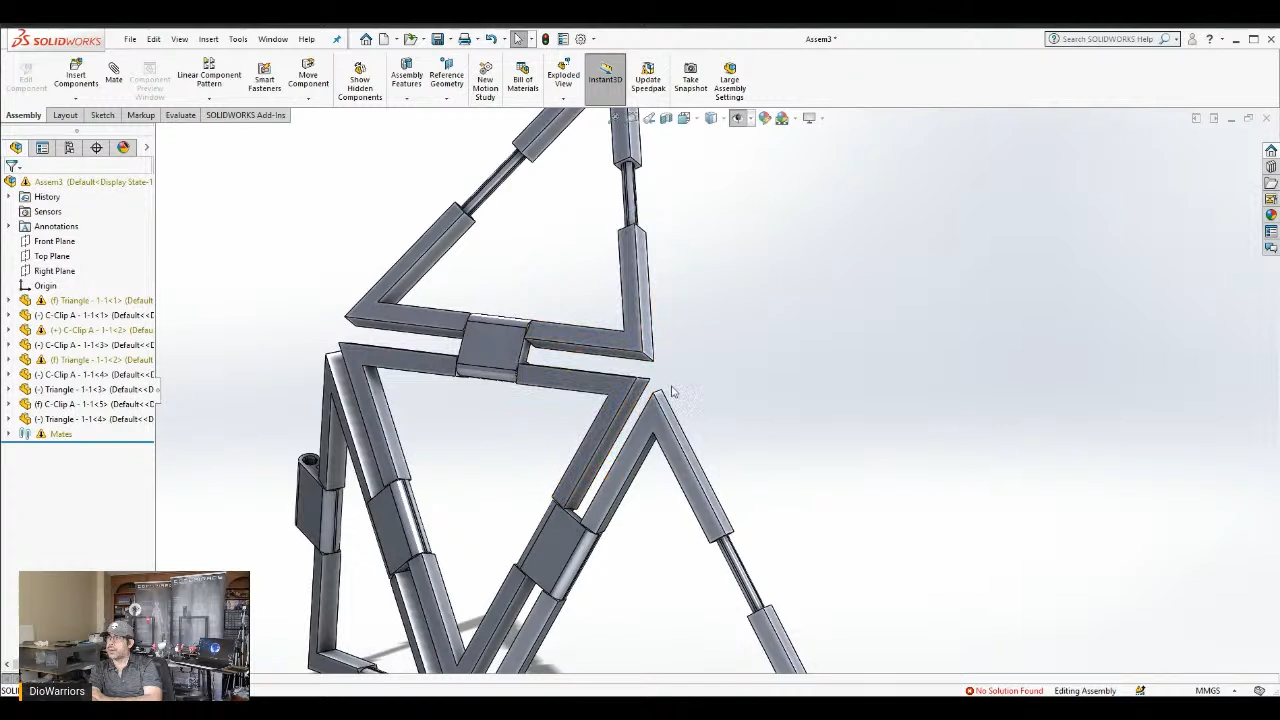 SOLIDWORKS File Edit View Insert Tools Window Help Assem3 * Search SOLIDWORKS Help
Edit Component
Insert Components
Mate
Component Preview Window
Linear Component Pattern
Smart Fasteners
Move Component
Show Hidden Components
Assembly Features
Reference Geometry
New Motion Study
Bill of Materials
Exploded View
Instant3D
Update Speedpak
Take Snapshot
Large Assembly Settings
Assembly Layout Sketch Markup Evaluate SOLIDWORKS Add-Ins
Assem3 (Default<Display State-1
History
Sensors
Annotations
Front Plane
Top Plane
Right Plane
Origin
(f) Triangle - 1-1<1> (Default
(-) C-Clip A - 1-1<1> (Default<<D
(+) C-Clip A - 1-1<2> (Default
(-) C-Clip A - 1-1<3> (Default<<D
(f) Triangle - 1-1<2> (Default
(-) C-Clip A - 1-1<4> (Default<<D
(-) Triangle - 1-1<3> (Default<<D
(f) C-Clip A - 1-1<5> (Default<<D
(-) Triangle - 1-1<4> (Default<<D
Mates
DioWarriors
No Solution Found Editing Assembly MMGS